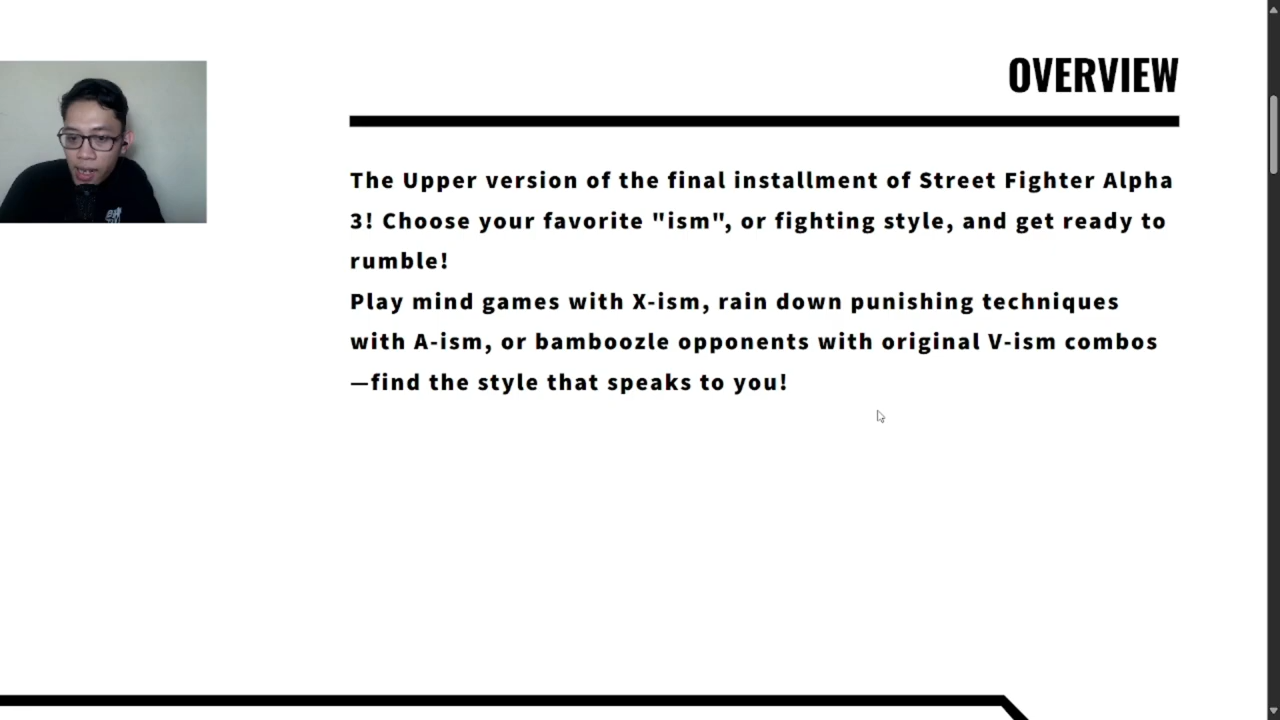 OVERVIEW
The Upper version of the final installment of Street Fighter Alpha
3! Choose your favorite "ism", or fighting style, and get ready to
rumble!
Play mind games with X-ism, rain down punishing techniques
with A-ism, or bamboozle opponents with original V-ism combos
—find the style that speaks to you!